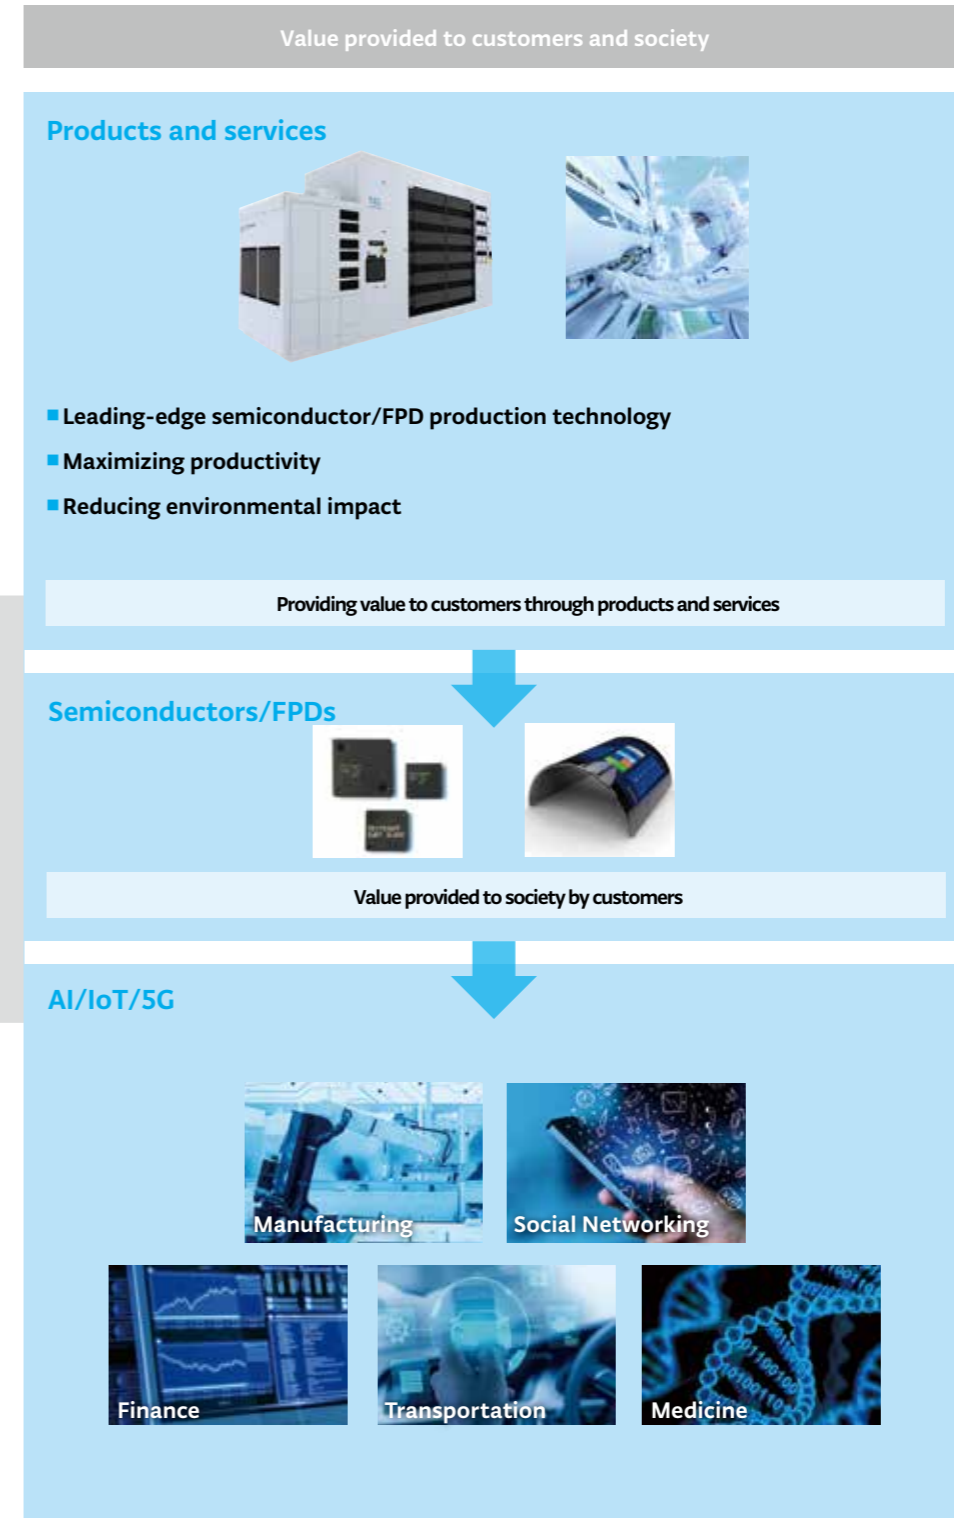 Value provided to customers and society
Products and services
Leading-edge semiconductor/FPD production technology
Maximizing productivity
Reducing environmental impact
Providing value to customers through products and services
Semiconductors/FPDs
Value provided to society by customers
AI/IoT/5G
Manufacturing
Social Networking
Finance
Transportation
Medicine